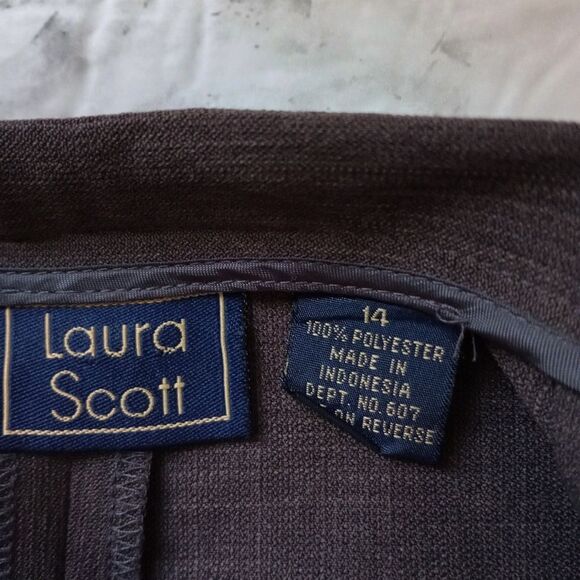 Laura
Scott
14
100% POLYESTER
MADE IN
INDONESIA
DEPT. NO. 607
ON REVERSE